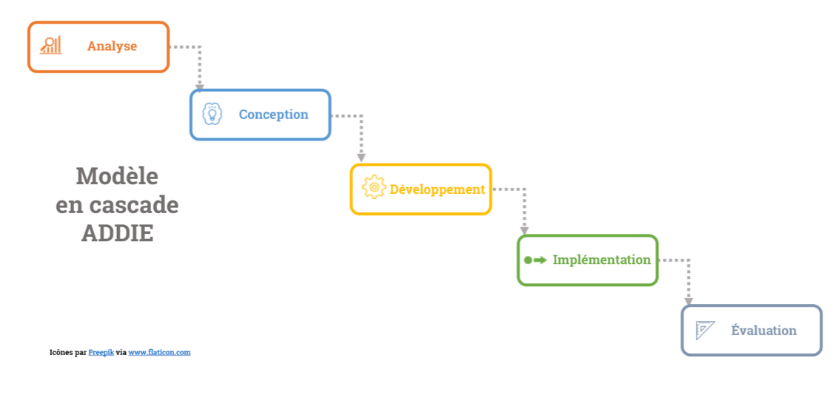 Analyse
Conception
Modèle
en cascade
ADDIE
Développement
Implémentation
Évaluation
Icônes par Freepik via www.flaticon.com